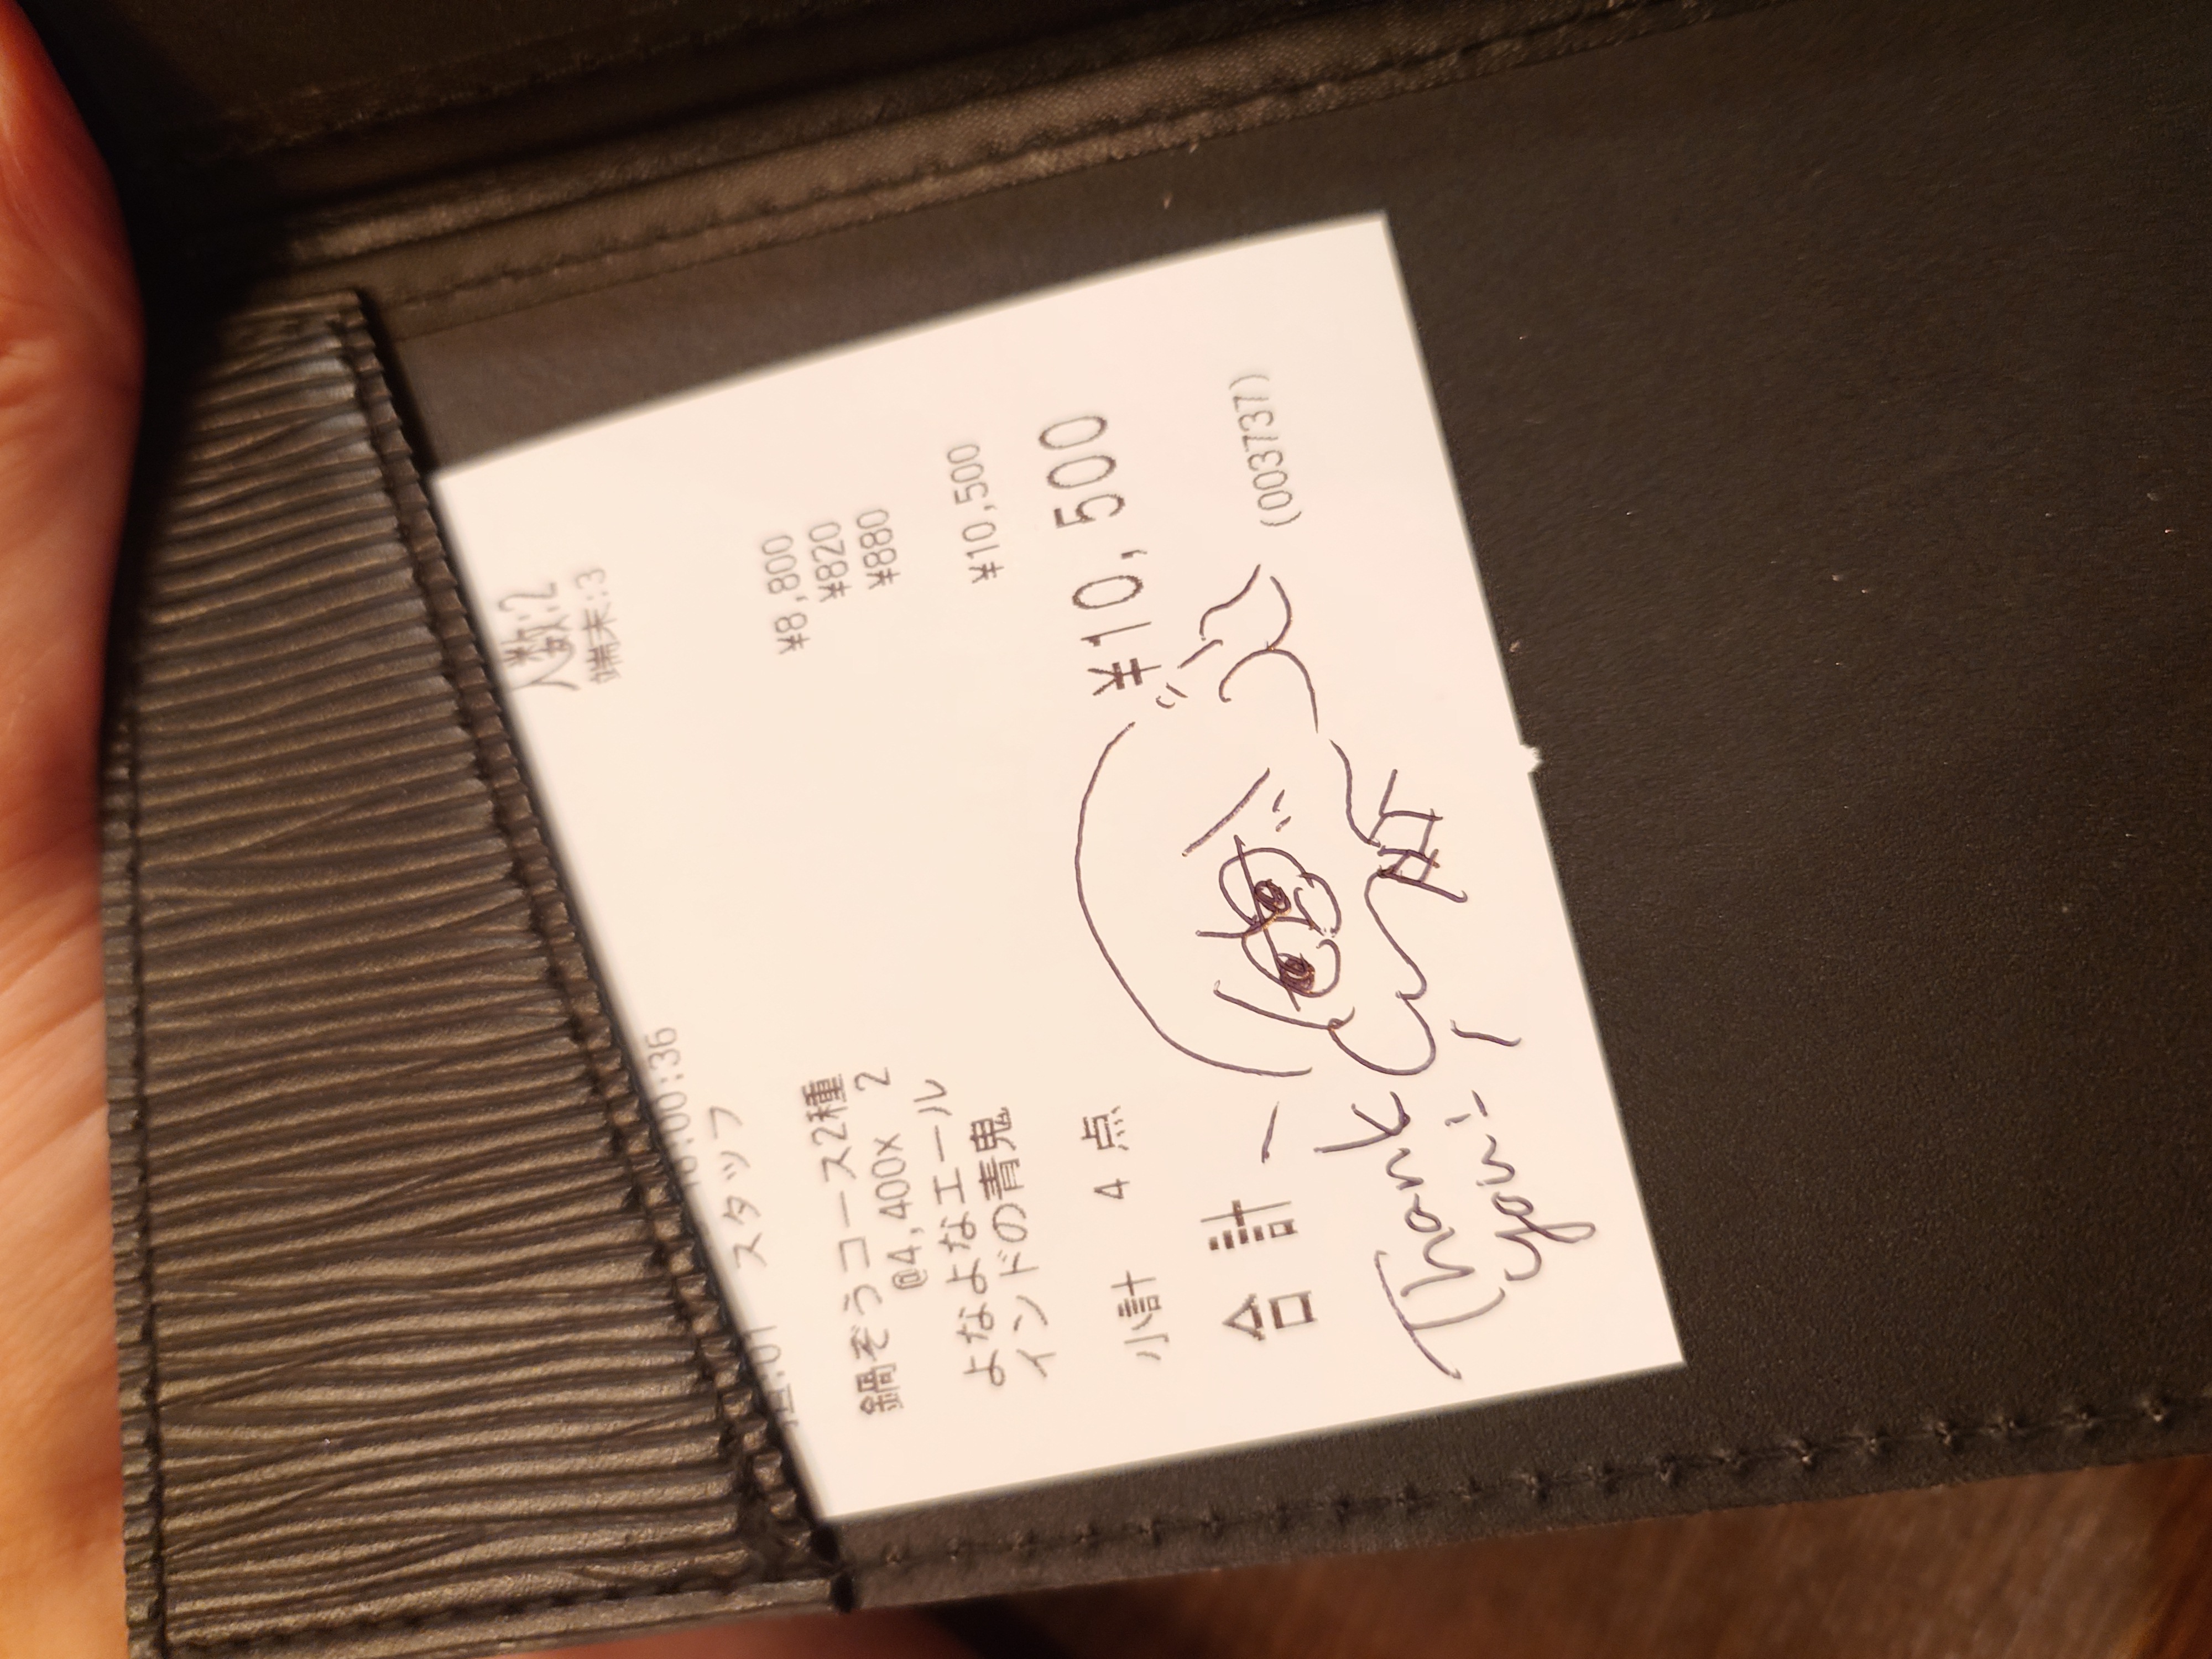 人数:2
端末:3
スタッフ
鍋ぞうコース2種 ¥8,800
@4,400x 2
よなよなエール ¥820
インドの青鬼 ¥880
小計 4 点 ¥10,500
合計 ¥10,500
(003737)
Thank
you!